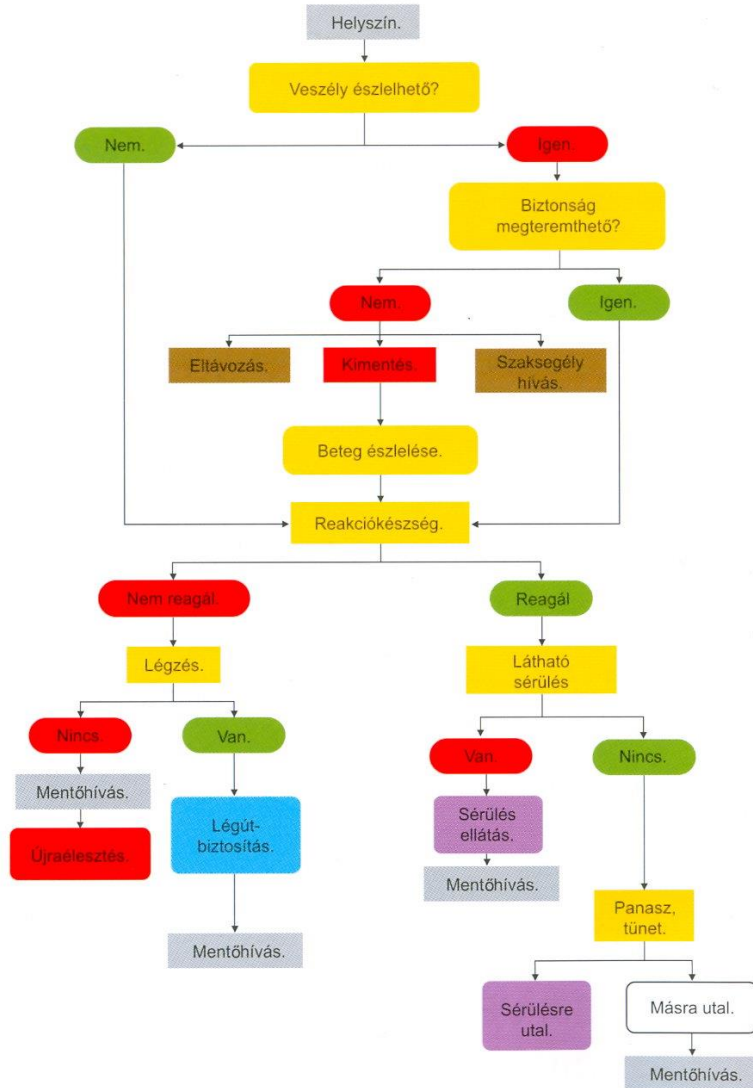 Helyszín.
Veszély észlelhető?
Nem.
Igen.
Biztonság
megteremthető?
Nem.
Igen.
Eltávozás.
Kimentés.
Szaksegély
hívás.
Beteg észlelése.
Reakciókészség.
Nem reagál.
Reagál
Légzés.
Látható
sérülés
Nincs.
Van.
Van.
Nincs.
Mentőhívás.
Légút-
biztosítás.
Sérülés
ellátás.
Újraélesztés.
Mentőhívás.
Panasz,
tünet.
Mentőhívás.
Sérülésre
utal.
Másra utal.
Mentőhívás.